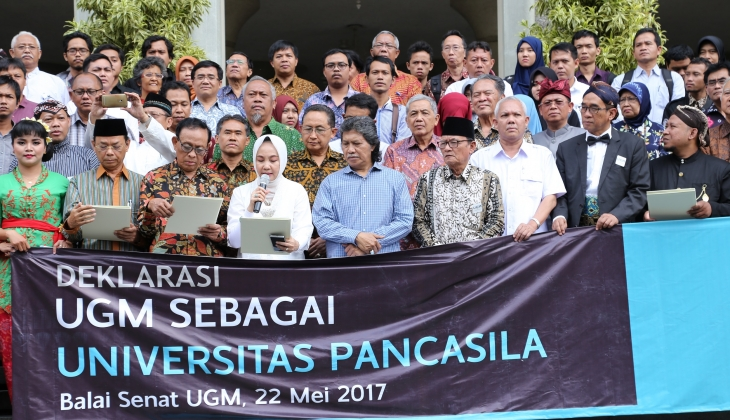 DEKLARASI
UGM SEBAGAI
UNIVERSITAS PANCASILA
Balai Senat UGM, 22 Mei 2017